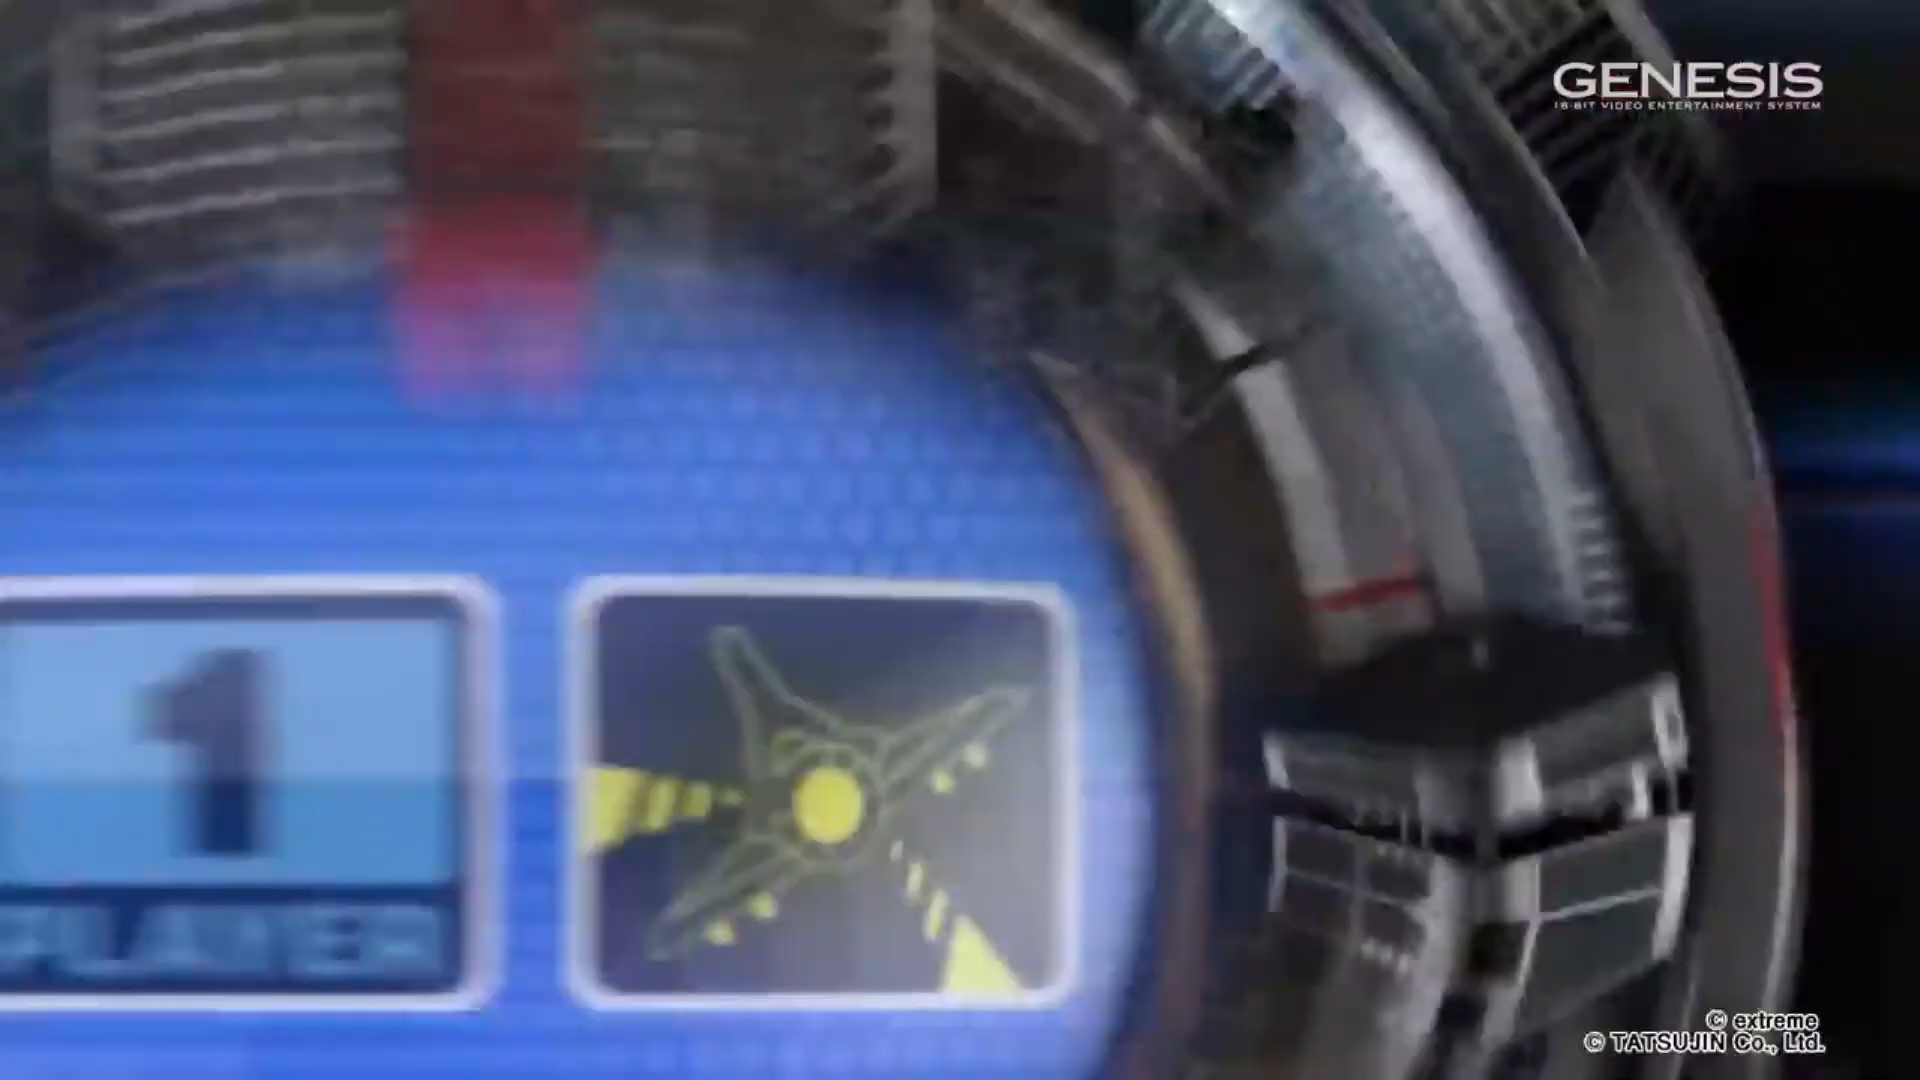 GENESIS
16-BIT VIDEO ENTERTAINMENT SYSTEM
1
PLAYER
© extreme
© TATSUJIN Co., Ltd.